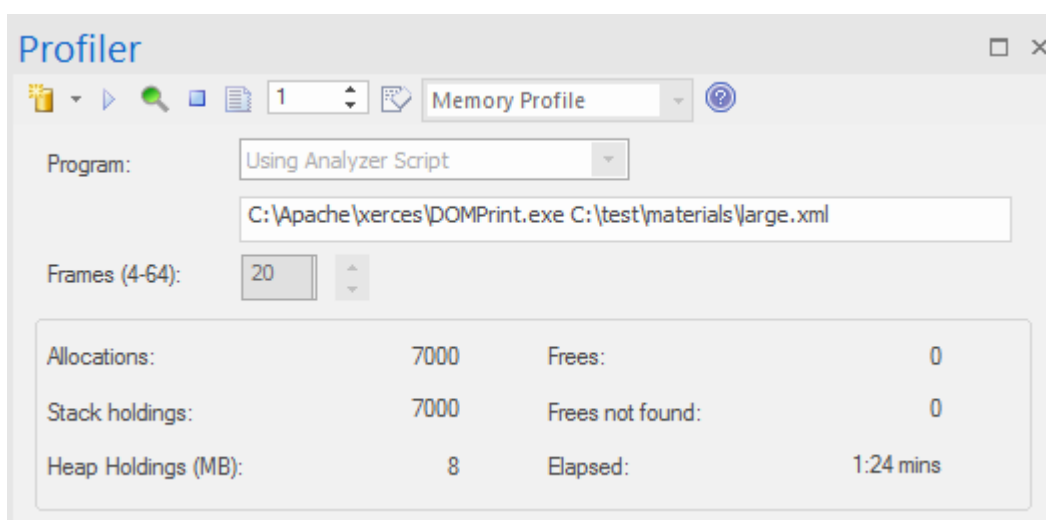 Profiler
1 Memory Profile
Program: Using Analyzer Script
C:\Apache\xerces\DOMPrint.exe C:\test\materials\large.xml
Frames (4-64): 20
Allocations: 7000 Frees: 0
Stack holdings: 7000 Frees not found: 0
Heap Holdings (MB): 8 Elapsed: 1:24 mins